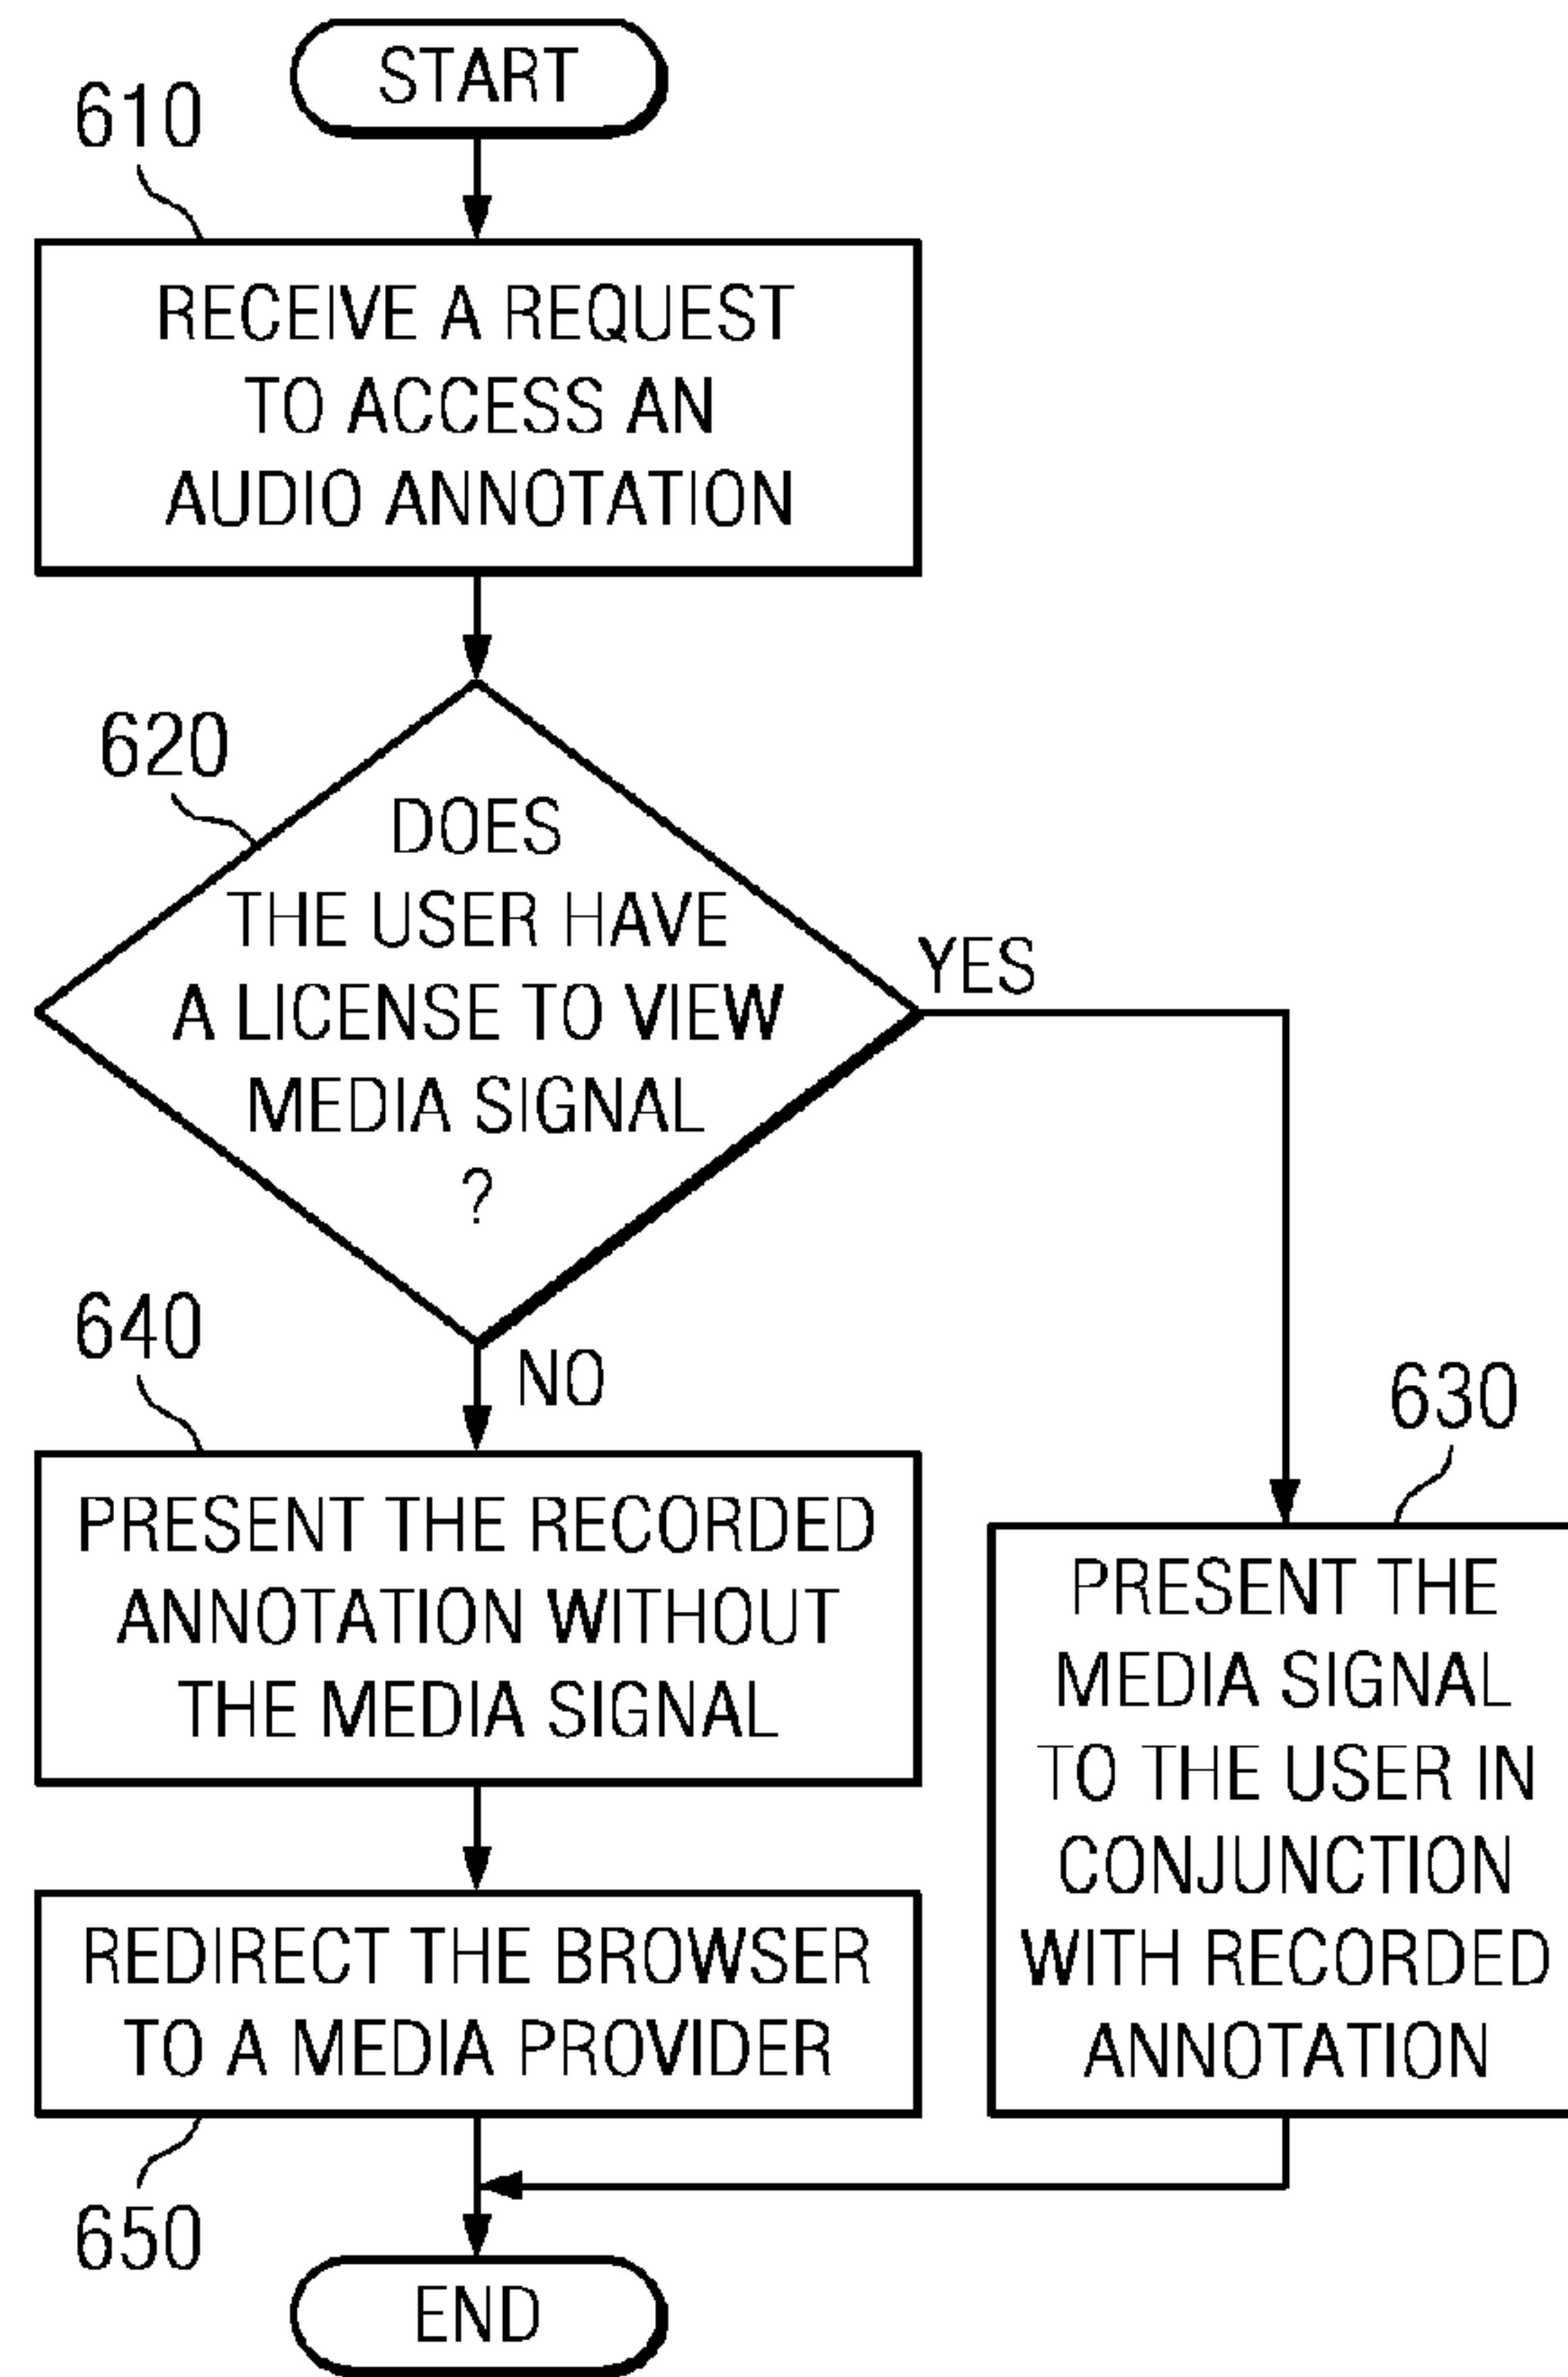 START
610
RECEIVE A REQUEST
TO ACCESS AN
AUDIO ANNOTATION
620
DOES
THE USER HAVE
A LICENSE TO VIEW
MEDIA SIGNAL
?
YES
NO
640
PRESENT THE RECORDED
ANNOTATION WITHOUT
THE MEDIA SIGNAL
630
PRESENT THE
MEDIA SIGNAL
TO THE USER IN
CONJUNCTION
WITH RECORDED
ANNOTATION
REDIRECT THE BROWSER
TO A MEDIA PROVIDER
650
END